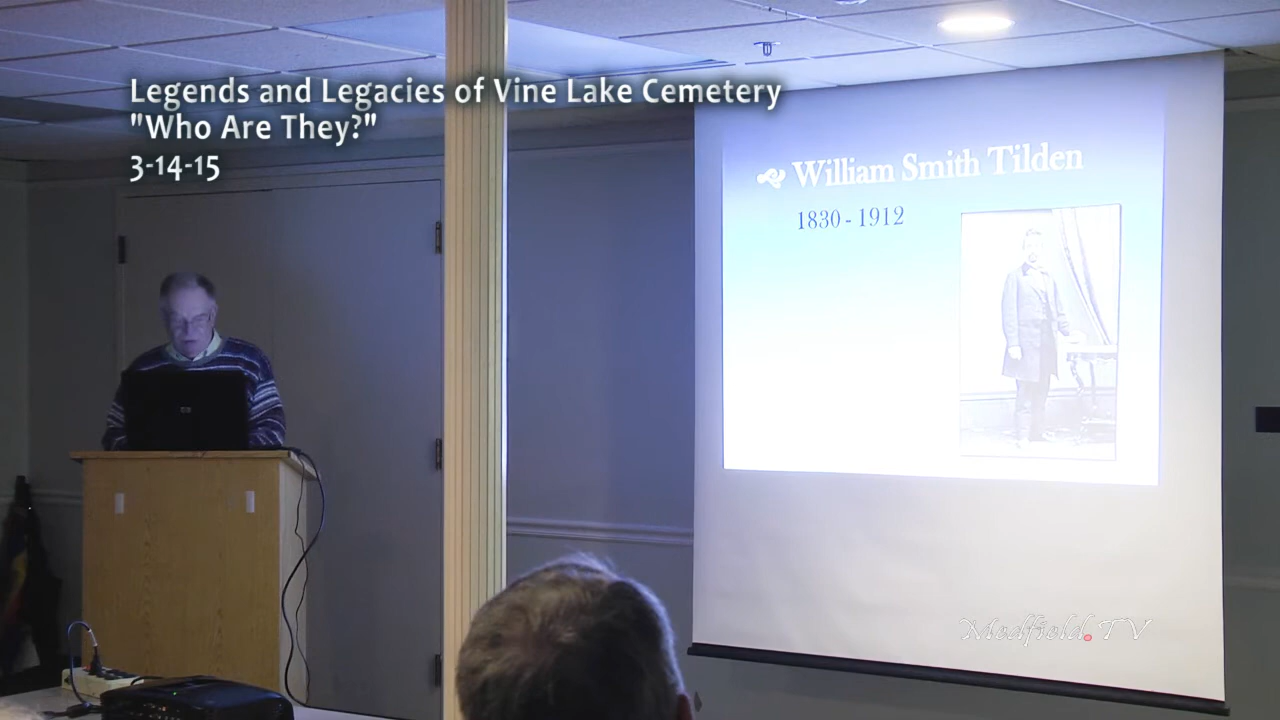 Legends and Legacies of Vine Lake Cemetery
"Who Are They?"
3-14-15
William Smith Tilden
1830 - 1912
Medfield.TV